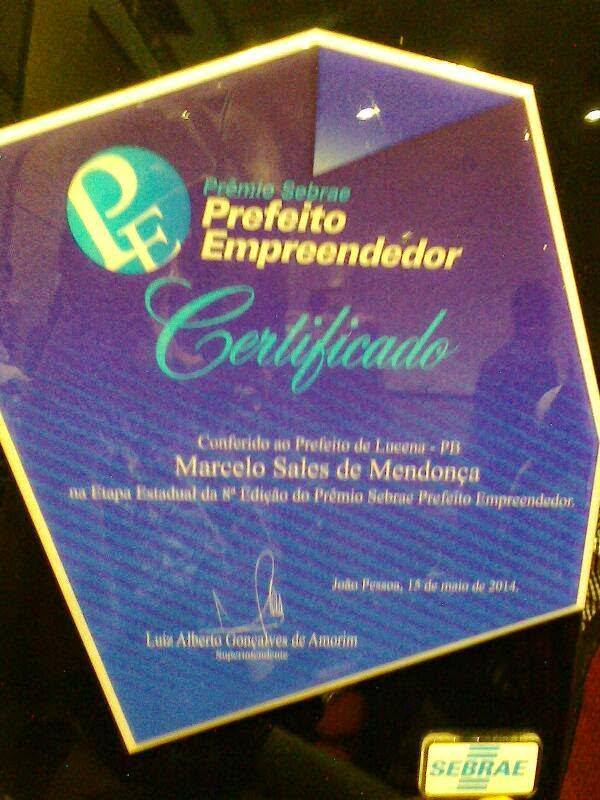 PE
Prêmio Sebrae
Prefeito
Empreendedor
Certificado
Conferido ao Prefeito de Lucena - PB
Marcelo Sales de Mendonça
na Etapa Estadual da 8ª Edição do Prêmio Sebrae Prefeito Empreendedor.
João Pessoa, 15 de maio de 2014.
Luiz Alberto Gonçalves de Amorim
Superintendente
SEBRAE